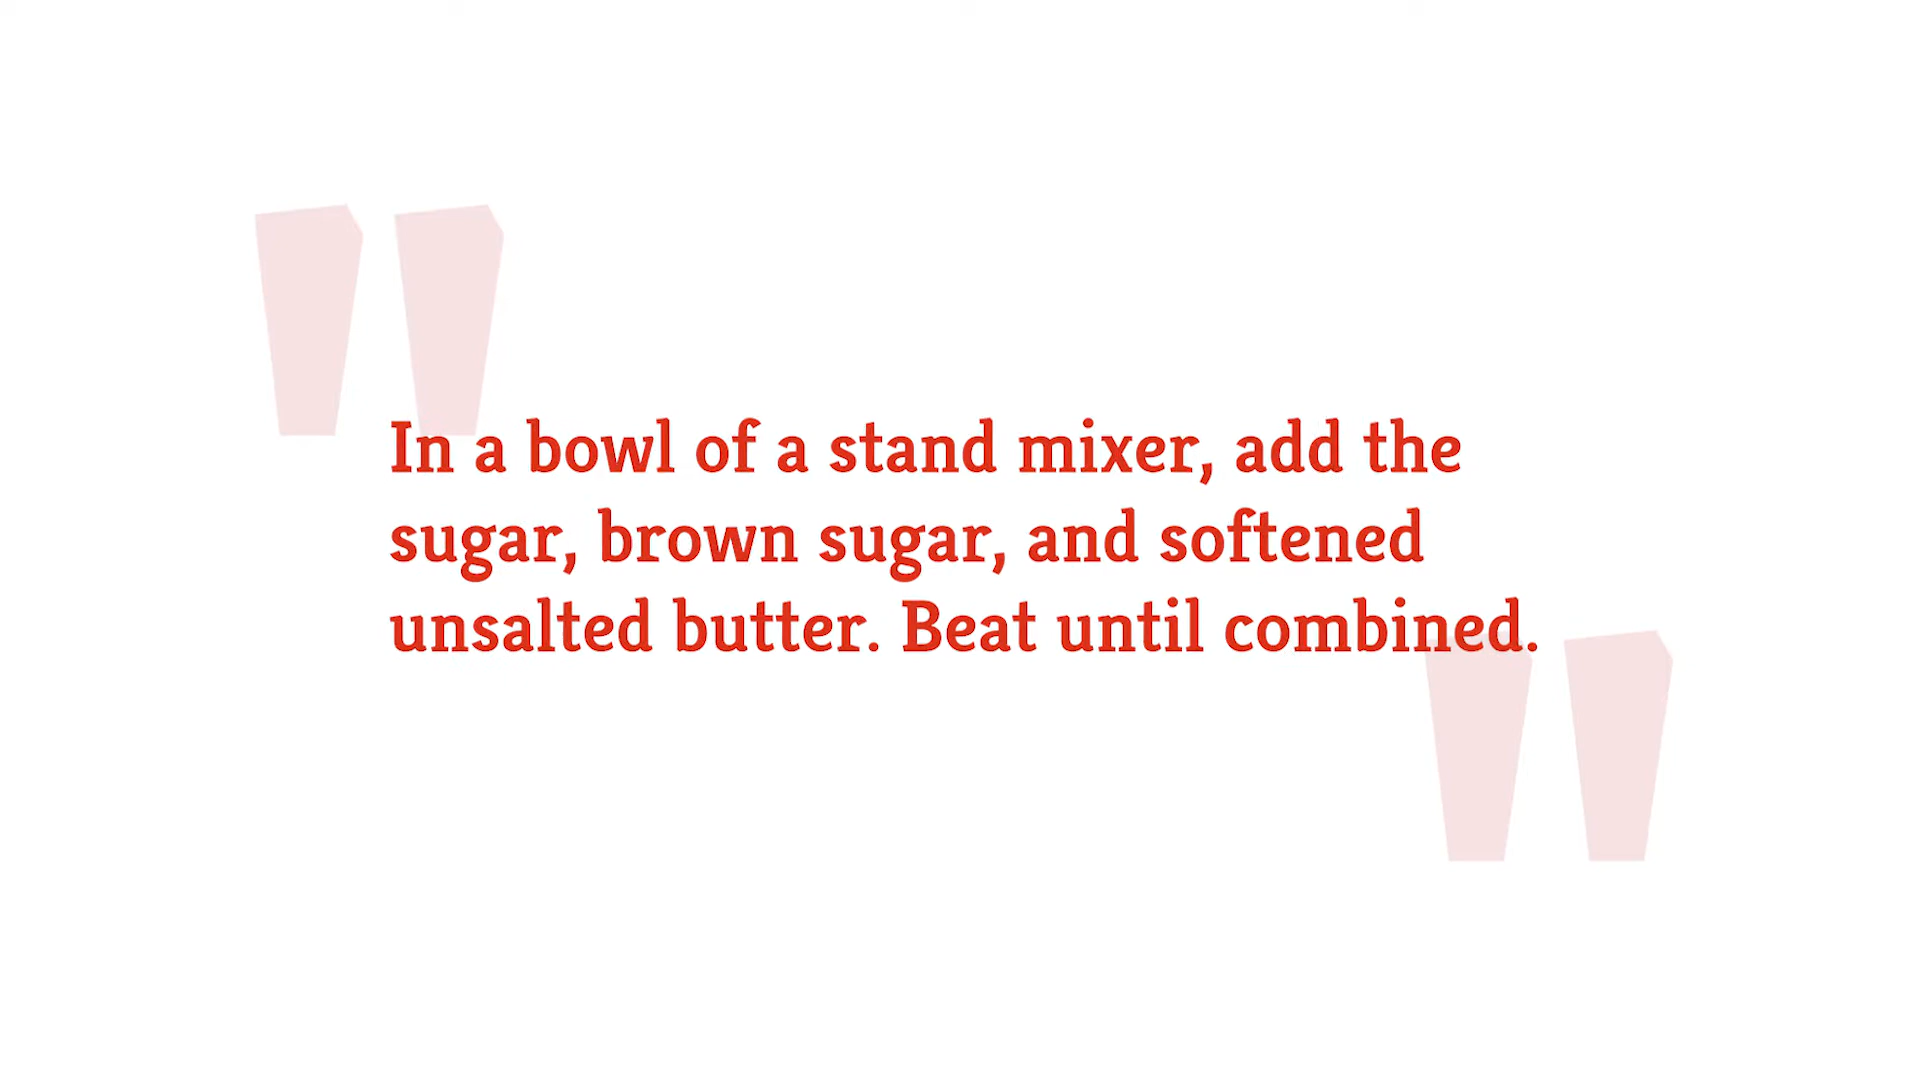 In a bowl of a stand mixer, add the
sugar, brown sugar, and softened
unsalted butter. Beat until combined.